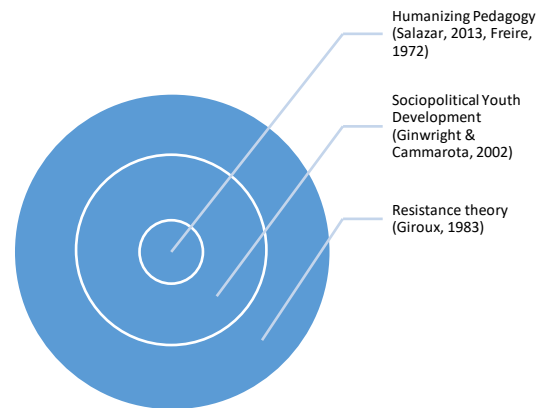 Humanizing Pedagogy
(Salazar, 2013, Freire,
1972)
Sociopolitical Youth
Development
(Ginwright &
Cammarota, 2002)
Resistance theory
(Giroux, 1983)